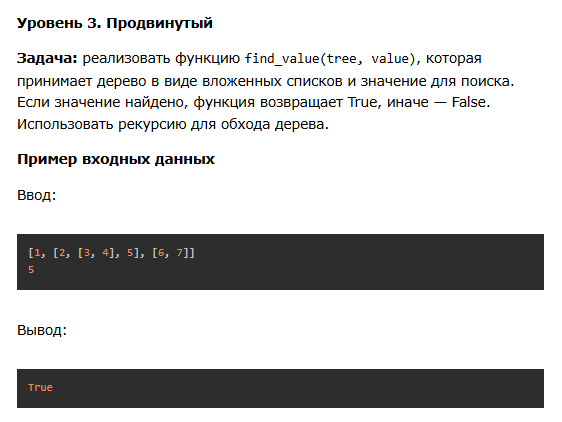 Уровень 3. Продвинутый
Задача: реализовать функцию find_value(tree, value), которая
принимает дерево в виде вложенных списков и значение для поиска.
Если значение найдено, функция возвращает True, иначе — False.
Использовать рекурсию для обхода дерева.
Пример входных данных
Ввод:
[1, [2, [3, 4], 5], [6, 7]]
5
Вывод:
True